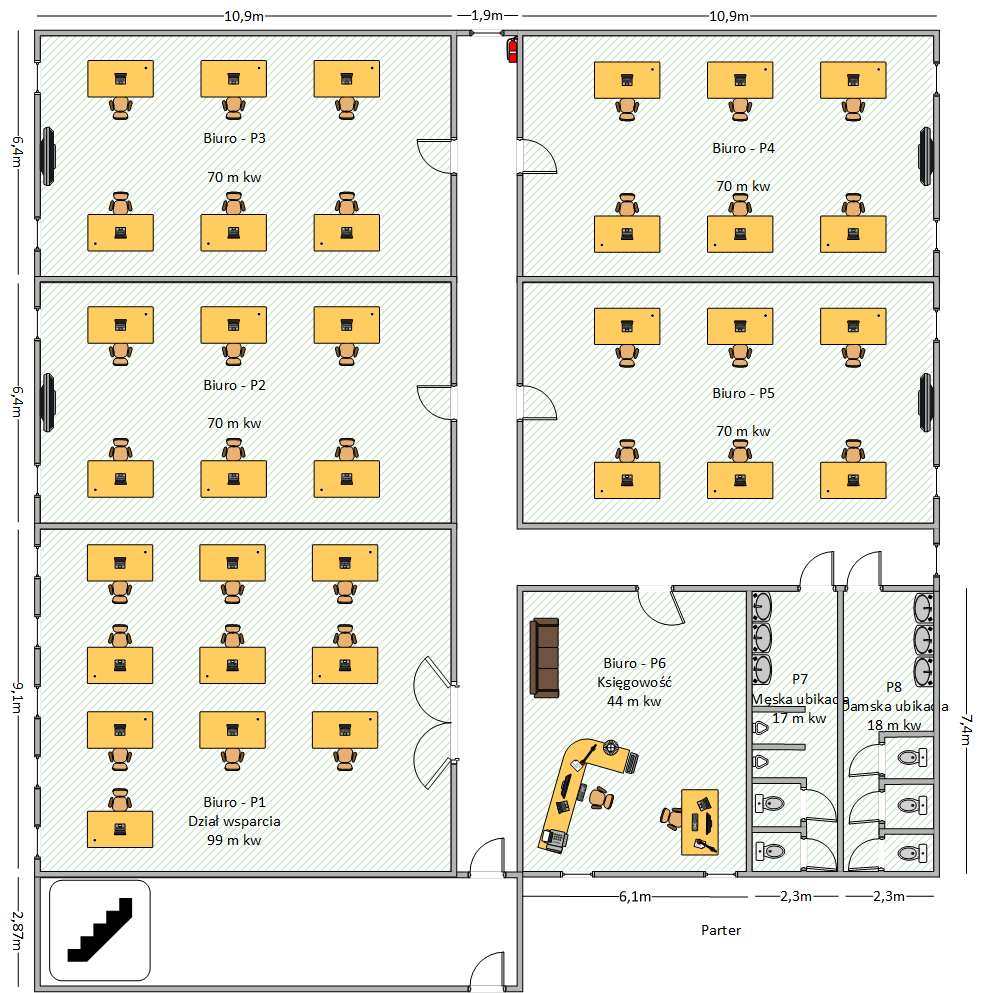 10,9m
1,9m
10,9m
6,4m
Biuro - P3
70 m kw
Biuro - P4
70 m kw
6,4m
Biuro - P2
70 m kw
Biuro - P5
70 m kw
9,1m
Biuro - P1
Dział wsparcia
99 m kw
Biuro - P6
Księgowość
44 m kw
P7
Męska ubikacja
17 m kw
P8
Damska ubikacja
18 m kw
7,4m
6,1m
2,3m
2,3m
2,87m
Parter